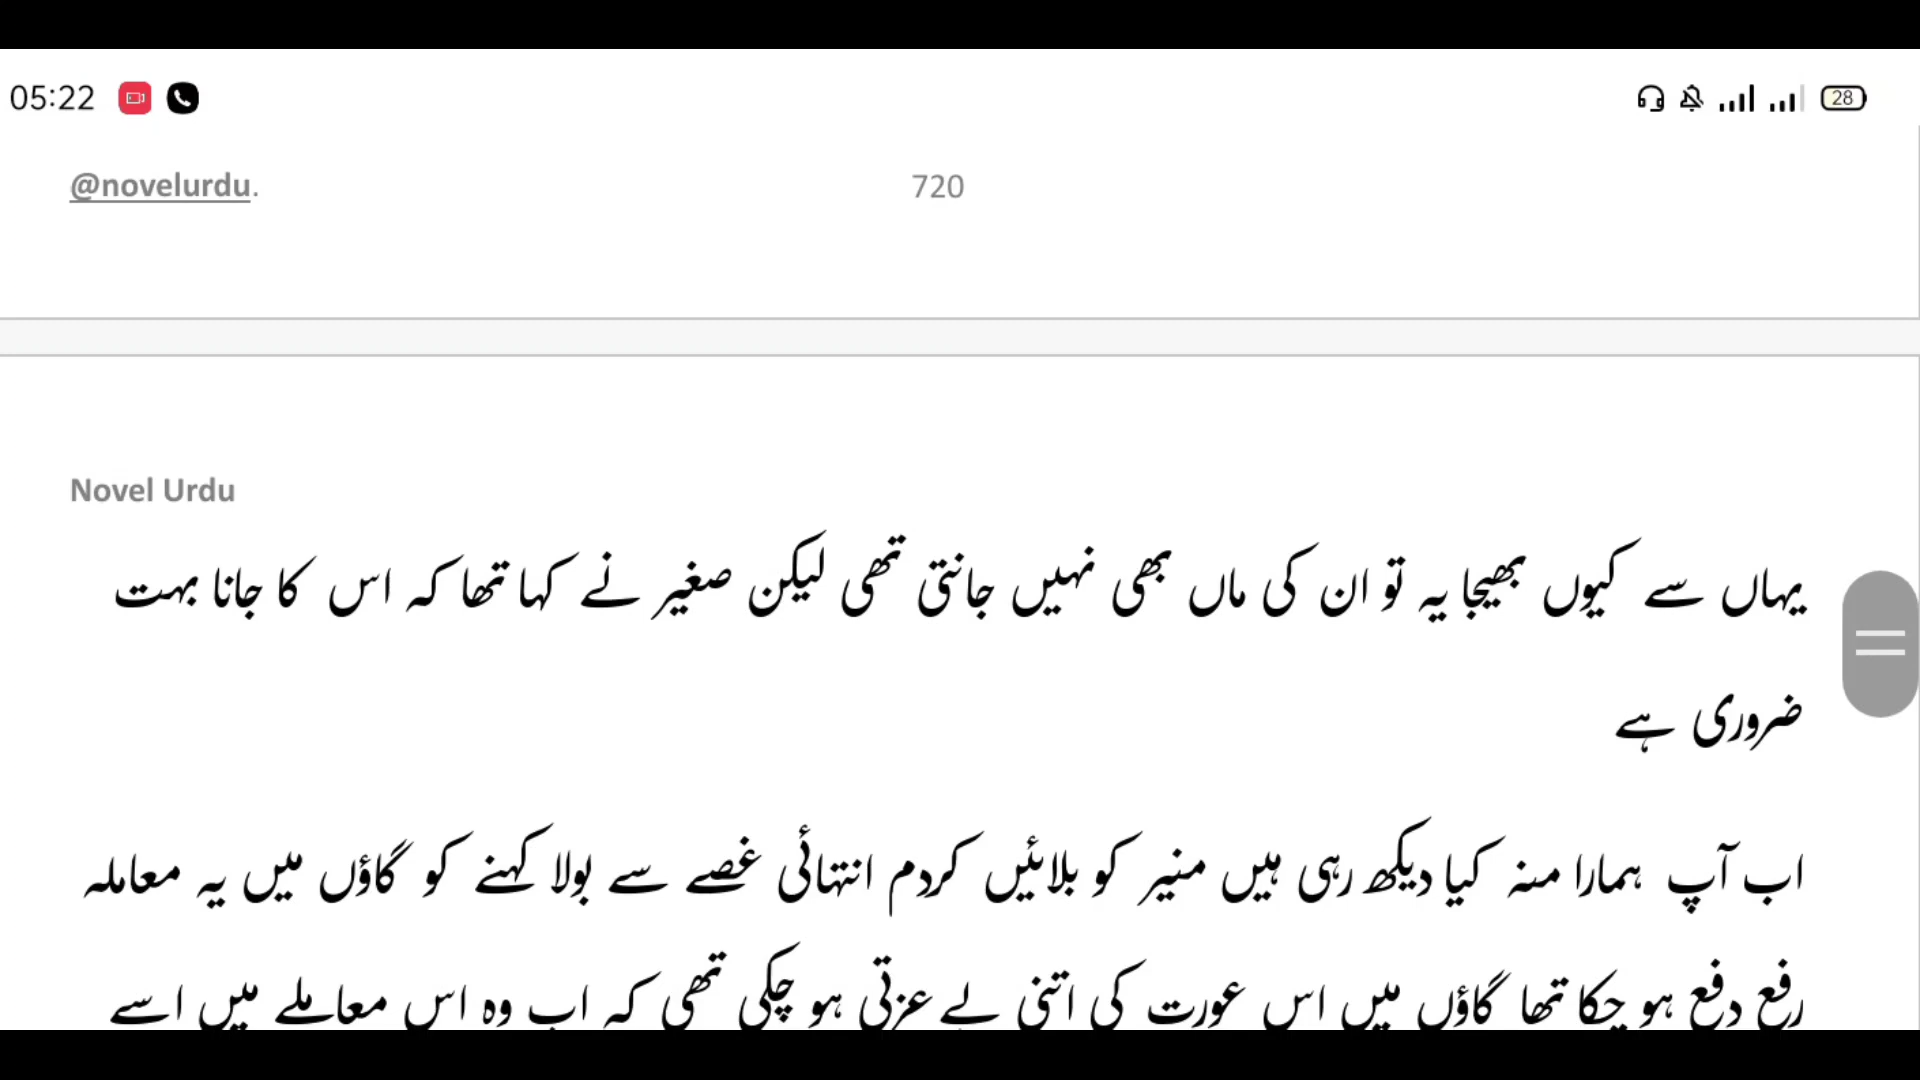 05:22
28
@novelurdu.
720
Novel Urdu
یہاں سے کیوں بھیجا یہ تو ان کی ماں بھی نہیں جانتی تھی لیکن صغیر نے کہا تھا کہ اس کا جانا بہت
ضروری ہے
اب آپ ہمارا منہ کیا دیکھ رہی ہیں منیر کو بلائیں کردم انتہائی غصے سے بولا کہنے کو گاؤں میں یہ معاملہ
رفع دفع ہو چکا تھا گاؤں میں اس عورت کی اتنی بے عزتی ہو چکی تھی کہ اب وہ اس معاملے میں اسے